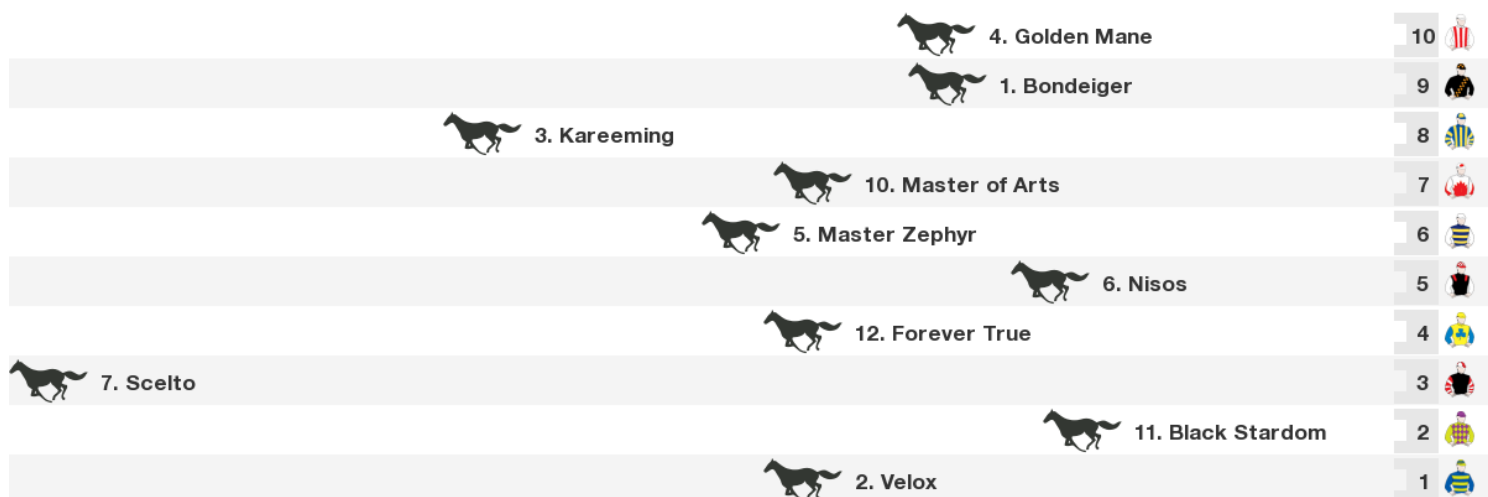 4. Golden Mane 10
1. Bondeiger 9
3. Kareeming 8
10. Master of Arts 7
5. Master Zephyr 6
6. Nisos 5
12. Forever True 4
7. Scelto 3
11. Black Stardom 2
2. Velox 1